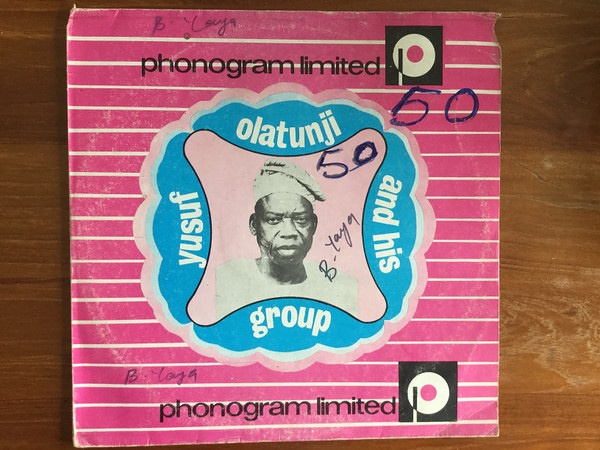 B. Yaya
phonogram limited
50
yusuf
olatunji
and his
group
50
B. Yaya
B. Yaya
phonogram limited